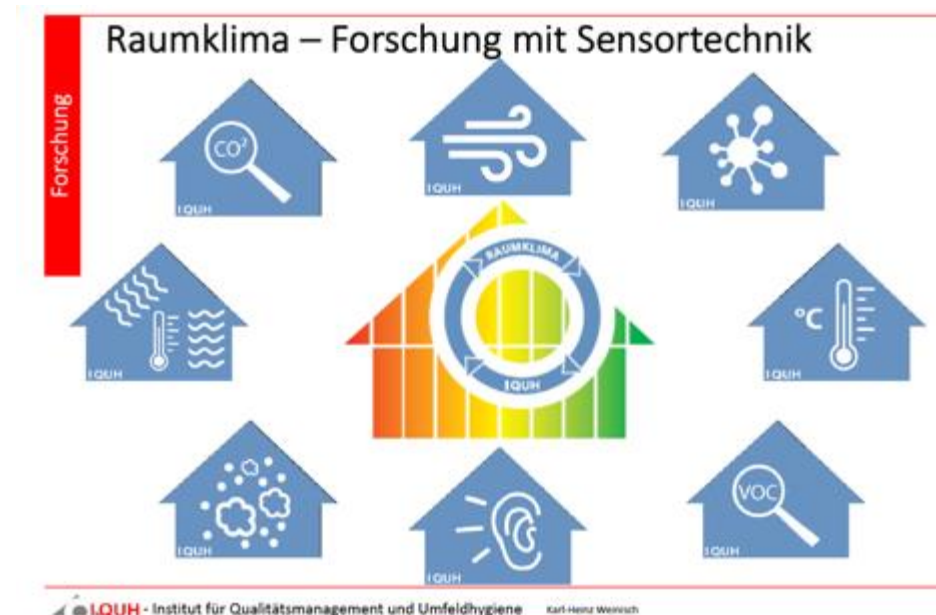 Raumklima – Forschung mit Sensortechnik
Forschung
CO²
IQUH
IQUH
IQUH
RAUMKLIMA
IQUH
IQUH
°C
IQUH
IQUH
IQUH
VOC
IQUH
I.QUH - Institut für Qualitätsmanagement und Umfeldhygiene
Karl-Heinz Weinisch